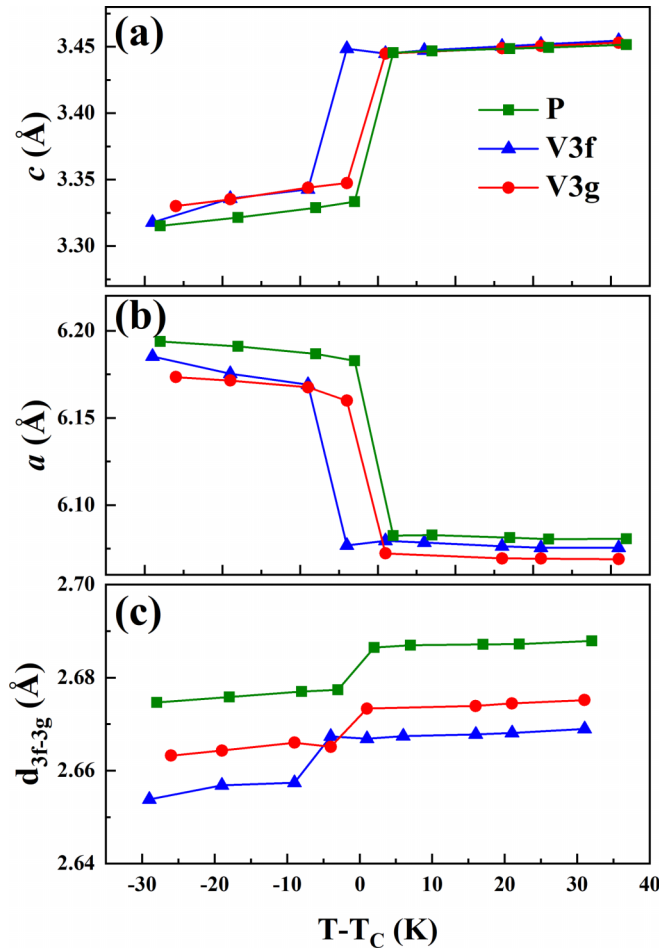 (a)
c (Å)
3.45
3.40
3.35
3.30
P
V3f
V3g
(b)
a (Å)
6.20
6.15
6.10
(c)
d3f-3g (Å)
2.70
2.68
2.66
2.64
-30 -20 -10 0 10 20 30 40
T-TC (K)